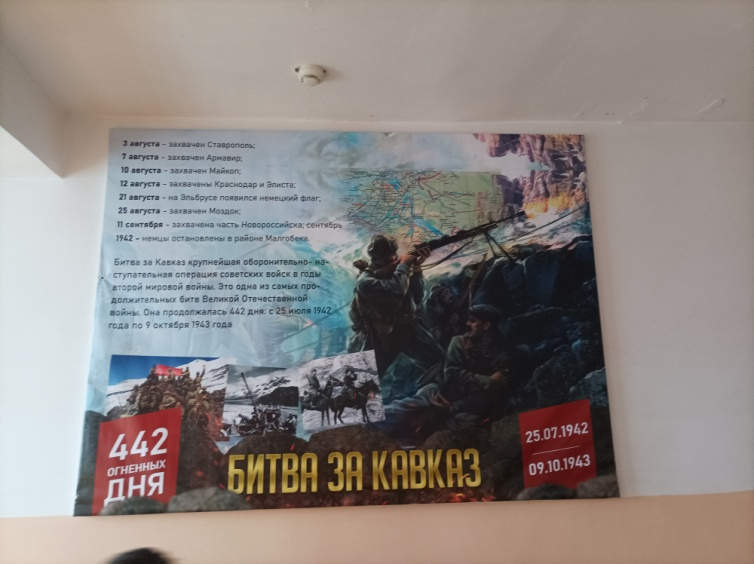 3 августа - захвачен Ставрополь;
7 августа - захвачен Армавир;
10 августа - захвачен Майкоп;
12 августа - захвачены Краснодар и Элиста;
21 августа - на Эльбрусе появился немецкий флаг;
25 августа - захвачен Моздок;
11 сентября - захвачена часть Новороссийска; сентябрь
1942 - немцы остановлены в районе Малгобека.
Битва за Кавказ крупнейшая оборонительно- на-
ступательная операция советских войск в годы
второй мировой войны. Это одна из самых про-
должительных битв Великой Отечественной
войны. Она продолжалась 442 дня: с 25 июля 1942
года по 9 октября 1943 года
442
ОГНЕННЫХ
ДНЯ
БИТВА ЗА КАВКАЗ
25.07.1942
09.10.1943